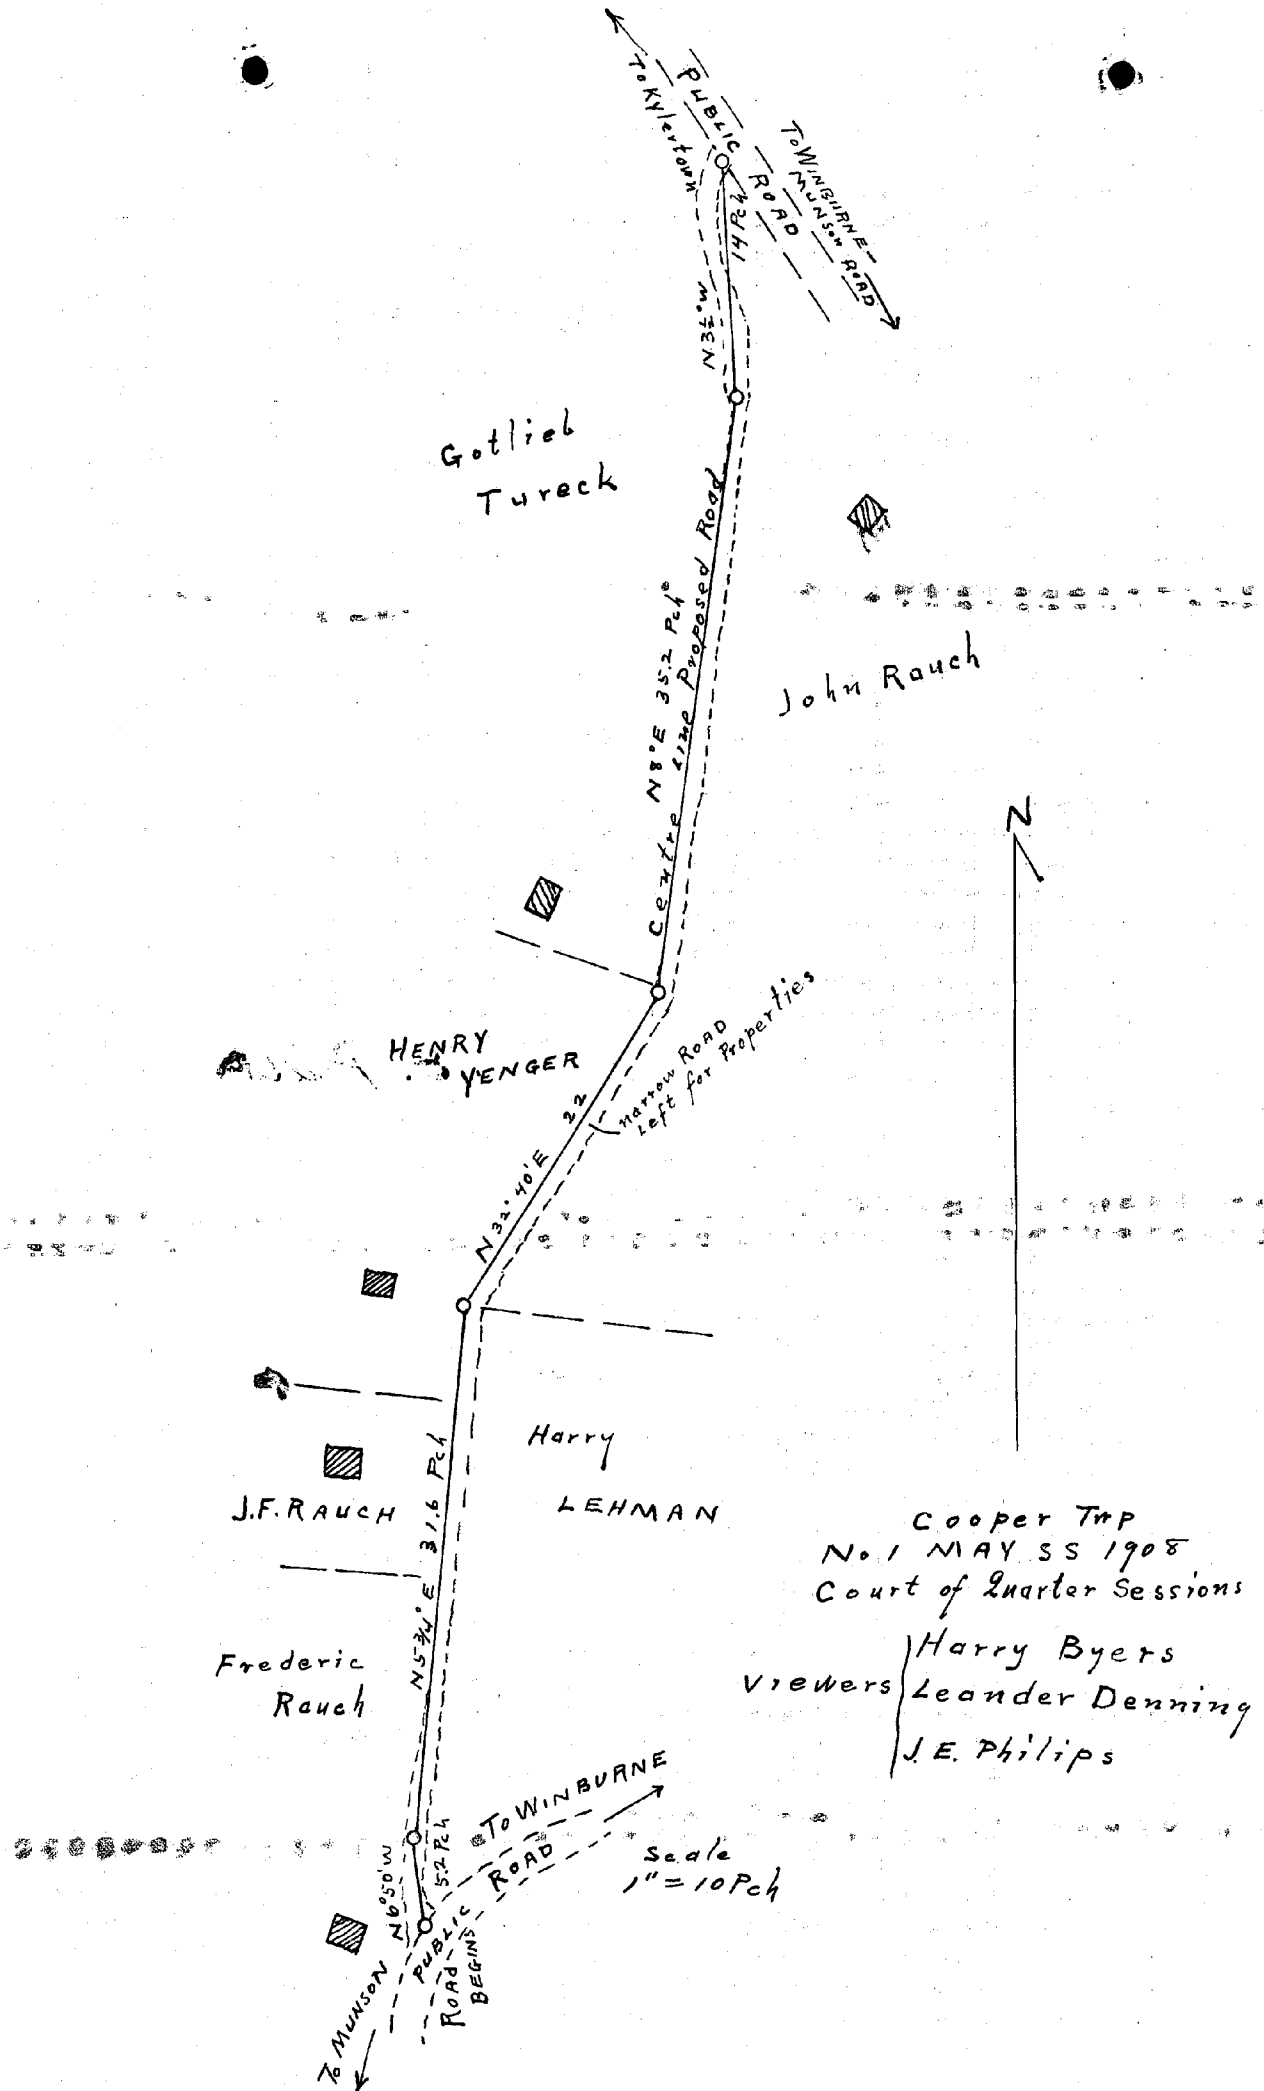 To Kylertown
PUBLIC
ROAD
To WINBURNE-
MUNSON ROAD
14 Pch
N 3½° W
Gotlieb
Tureck
N 8° E 35.2 Pch
Centre Line Proposed Road
John Rauch
N
HENRY
YENGER
narrow ROAD
Left for Properties
N 32° 40' E 22
Harry
LEHMAN
J.F. RAUCH
N 5 3/4° E 31.6 Pch
Frederic
Rauch
Cooper Twp
No. 1 MAY SS 1908
Court of Quarter Sessions
Viewers
Harry Byers
Leander Denning
J. E. Philips
To WINBURNE
PUBLIC ROAD
Scale
1" = 10 Pch
N 6° 50' W
5.2 Pch
ROAD
BEGINS
To MUNSON